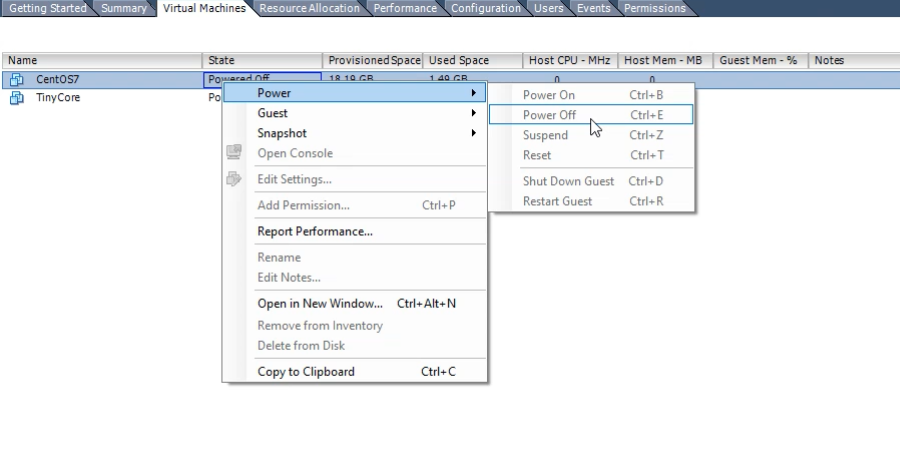 Getting Started Summary Virtual Machines Resource Allocation Performance Configuration Users Events Permissions
Name State Provisioned Space Used Space Host CPU - MHz Host Mem - MB Guest Mem - % Notes
CentOS7 Powered Off 18.19 GB 1.49 GB 0 0
TinyCore Po
Power
Guest
Snapshot
Open Console
Edit Settings...
Add Permission... Ctrl+P
Report Performance...
Rename
Edit Notes...
Open in New Window... Ctrl+Alt+N
Remove from Inventory
Delete from Disk
Copy to Clipboard Ctrl+C
Power On Ctrl+B
Power Off Ctrl+E
Suspend Ctrl+Z
Reset Ctrl+T
Shut Down Guest Ctrl+D
Restart Guest Ctrl+R